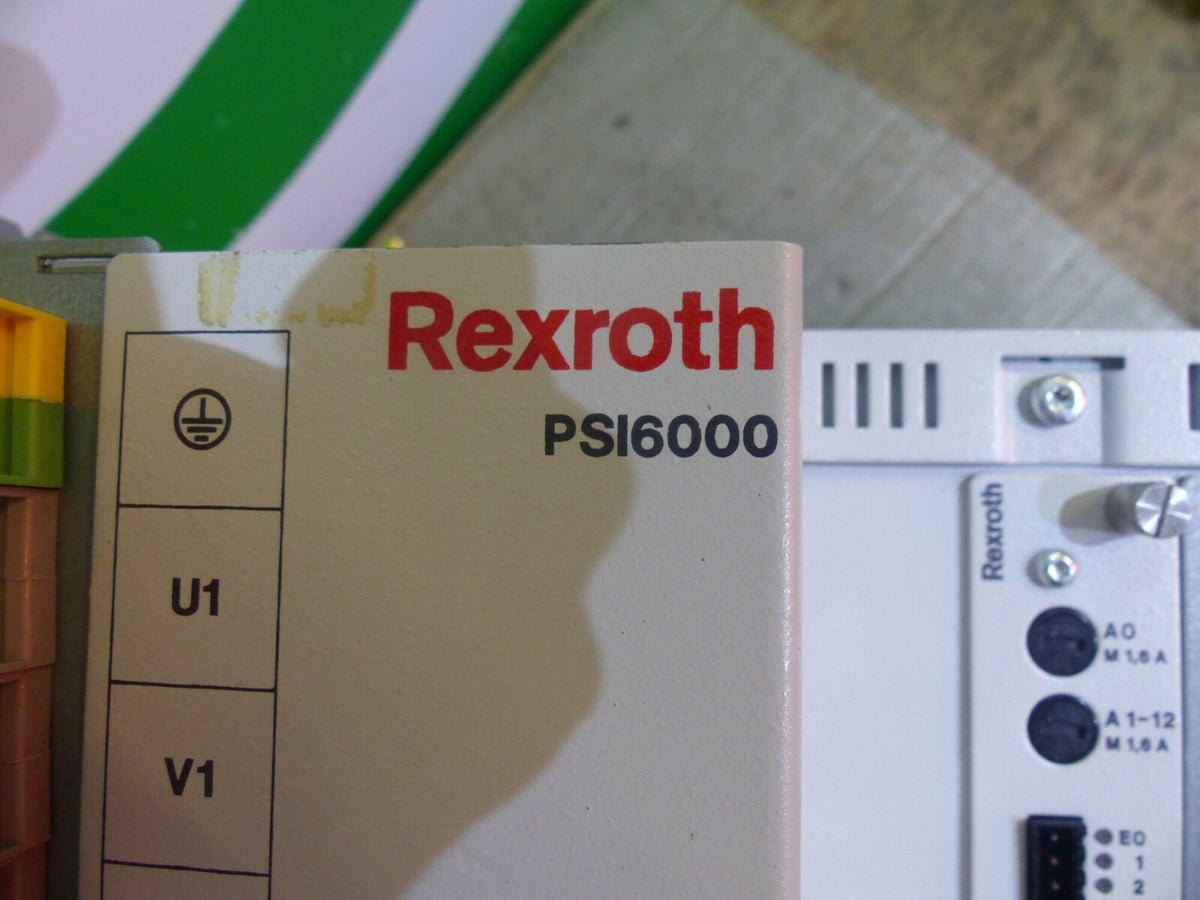 Rexroth
PSI6000
U1
V1
Rexroth
A 0
M 1,6 A
A 1-12
M 1,6 A
E0
1
2